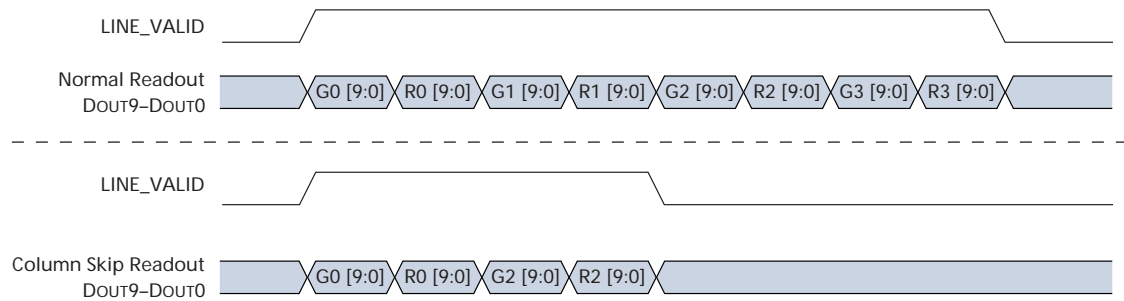 LINE_VALID
Normal Readout
DOUT9–DOUT0
G0 [9:0] R0 [9:0] G1 [9:0] R1 [9:0] G2 [9:0] R2 [9:0] G3 [9:0] R3 [9:0]
LINE_VALID
Column Skip Readout
DOUT9–DOUT0
G0 [9:0] R0 [9:0] G2 [9:0] R2 [9:0]